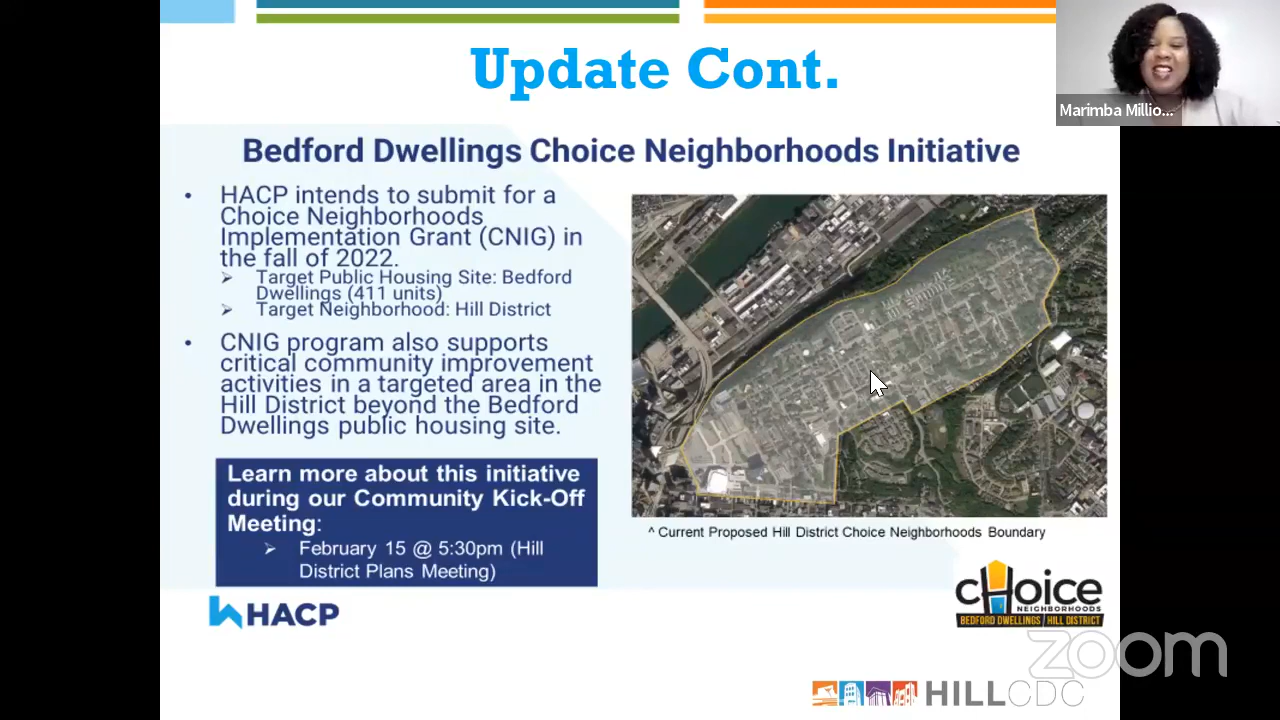 Update Cont.
Marimba Millio...
Bedford Dwellings Choice Neighborhoods Initiative
• HACP intends to submit for a
Choice Neighborhoods
Implementation Grant (CNIG) in
the fall of 2022.
➢ Target Public Housing Site: Bedford
Dwellings (411 units)
➢ Target Neighborhood: Hill District
• CNIG program also supports
critical community improvement
activities in a targeted area in the
Hill District beyond the Bedford
Dwellings public housing site.
Learn more about this initiative
during our Community Kick-Off
Meeting:
➢ February 15 @ 5:30pm (Hill
District Plans Meeting)
^ Current Proposed Hill District Choice Neighborhoods Boundary
HACP
cHoice
NEIGHBORHOODS
BEDFORD DWELLINGS | HILL DISTRICT
zoom
HILLCDC